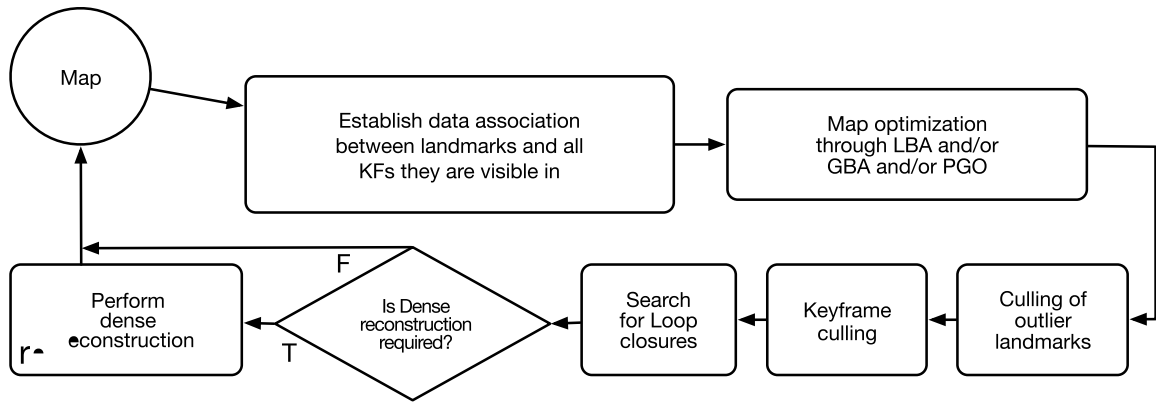 Map
Establish data association
between landmarks and all
KFs they are visible in
Map optimization
through LBA and/or
GBA and/or PGO
Culling of
outlier
landmarks
Keyframe
culling
Search
for Loop
closures
Is Dense
reconstruction
required?
F
T
Perform
dense
reconstruction